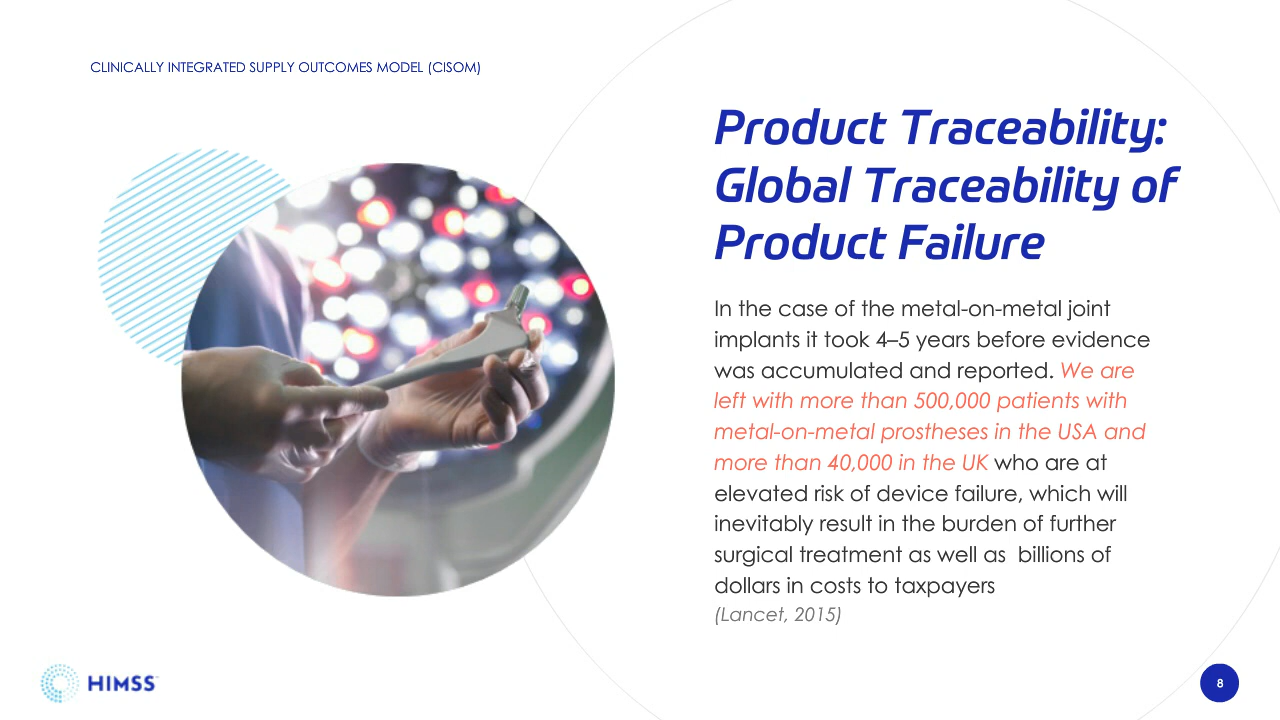 CLINICALLY INTEGRATED SUPPLY OUTCOMES MODEL (CISOM)
Product Traceability:
Global Traceability of
Product Failure
In the case of the metal-on-metal joint
implants it took 4–5 years before evidence
was accumulated and reported. We are
left with more than 500,000 patients with
metal-on-metal prostheses in the USA and
more than 40,000 in the UK who are at
elevated risk of device failure, which will
inevitably result in the burden of further
surgical treatment as well as  billions of
dollars in costs to taxpayers
(Lancet, 2015)
HIMSS
8